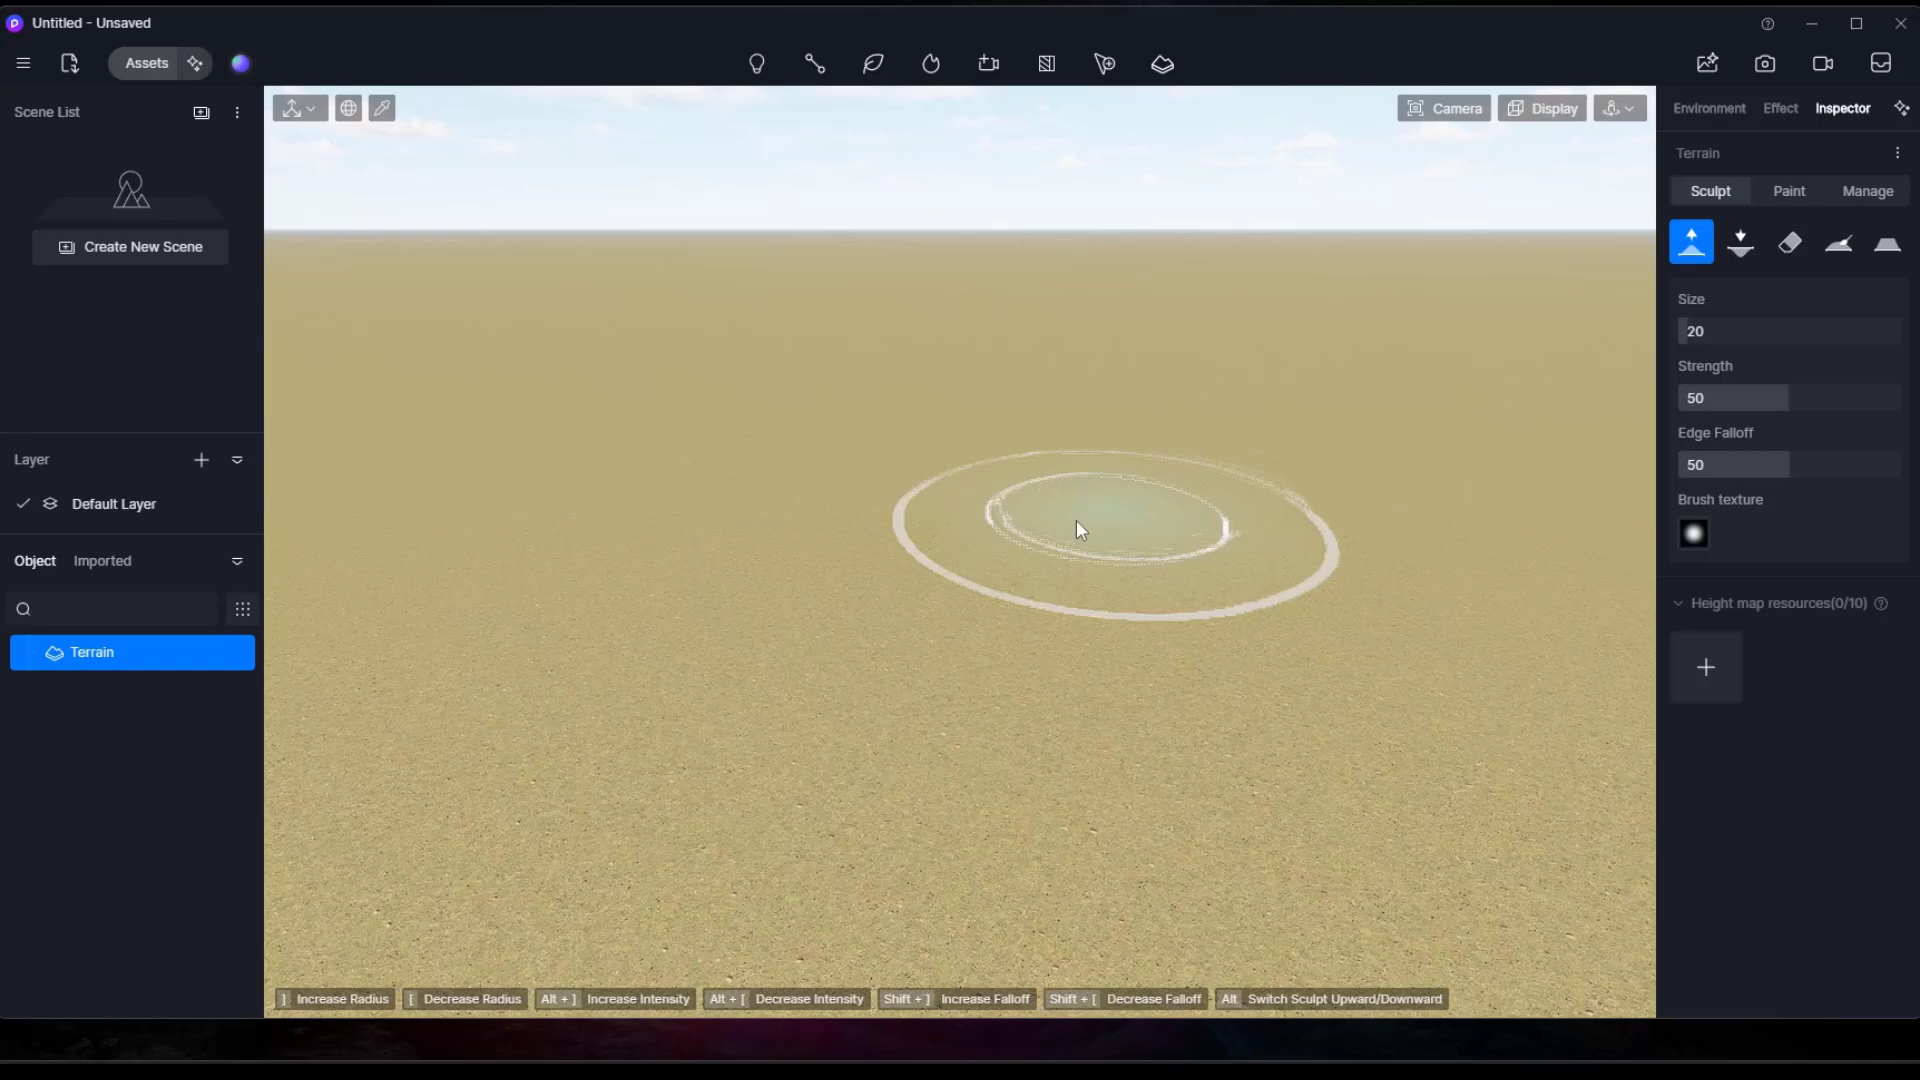 Untitled - Unsaved
Assets
Scene List
Create New Scene
Layer
Default Layer
Object Imported
Terrain
Camera Display
Environment Effect Inspector
Terrain
Sculpt Paint Manage
Size
20
Strength
50
Edge Falloff
50
Brush texture
Height map resources(0/10)
] Increase Radius [ Decrease Radius Alt + ] Increase Intensity Alt + [ Decrease Intensity Shift + ] Increase Falloff Shift + [ Decrease Falloff Alt Switch Sculpt Upward/Downward